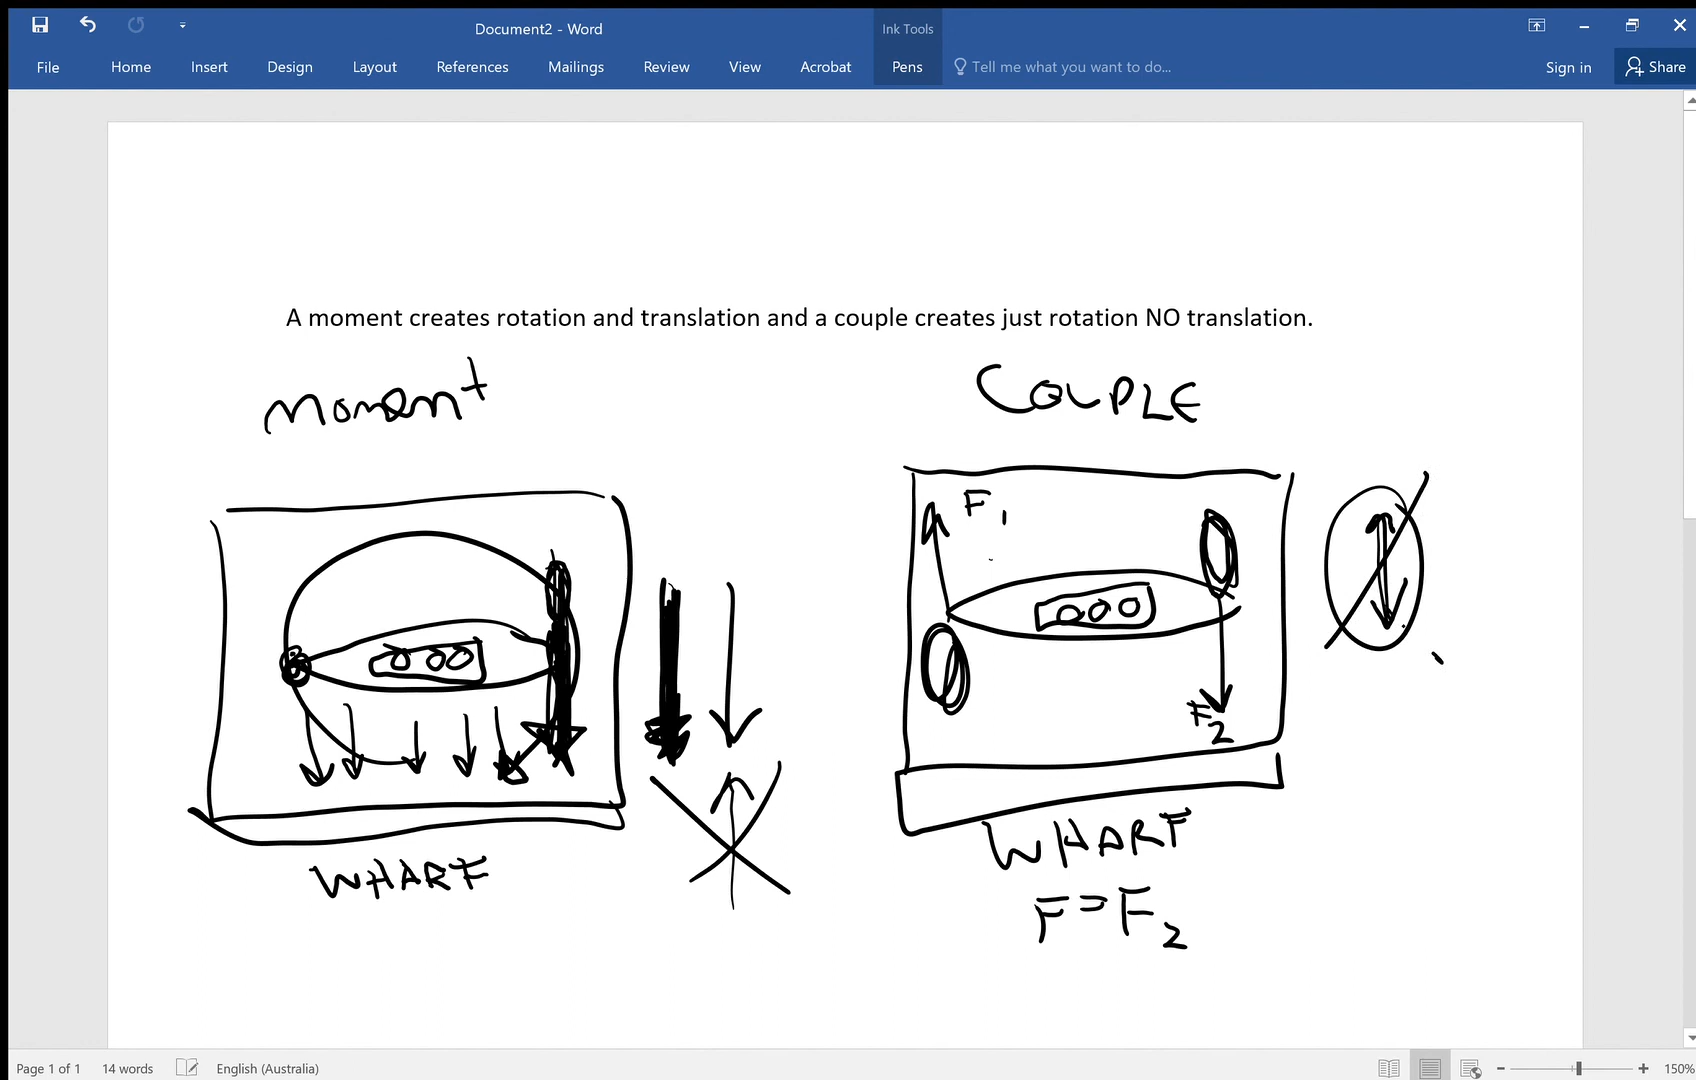 Document2 - Word
Ink Tools
File Home Insert Design Layout References Mailings Review View Acrobat Pens Tell me what you want to do... Sign in Share
A moment creates rotation and translation and a couple creates just rotation NO translation.
moment
COUPLE
F1
F2
WHARF
WHARF
F=F2
Page 1 of 1 14 words English (Australia) 150%